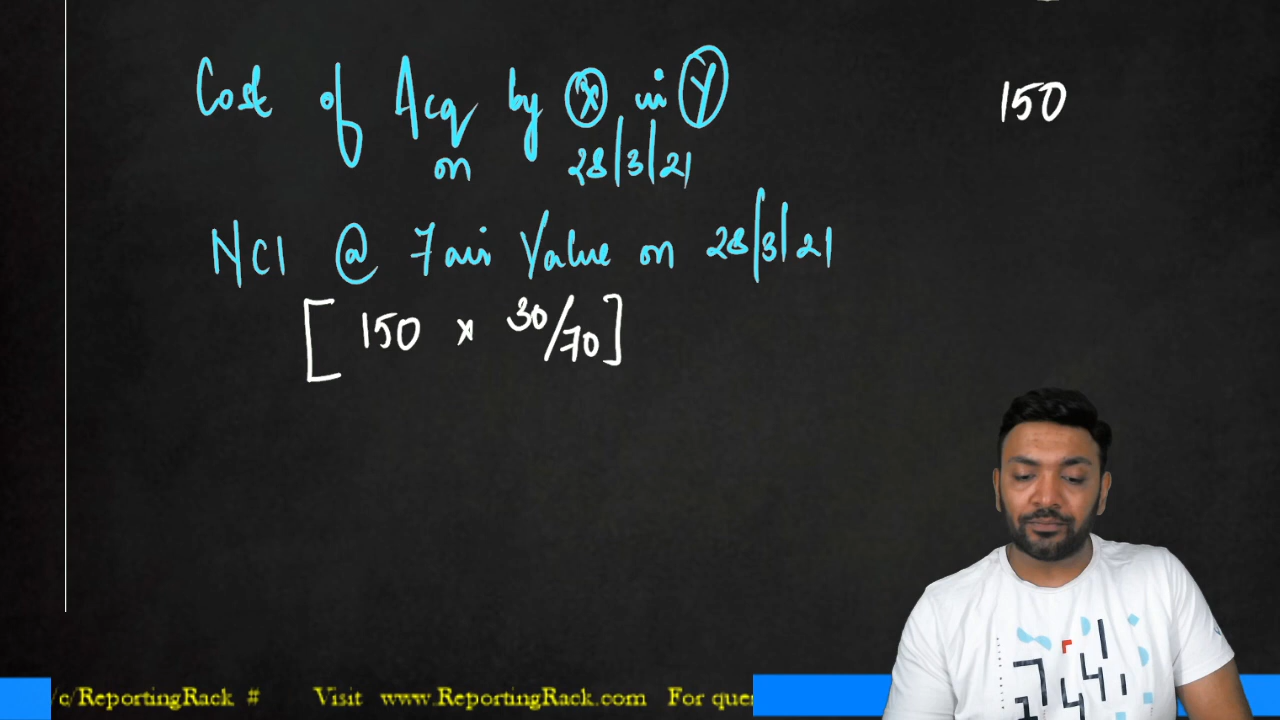 Cost of Acq by X in Y 150
on 28/3/21
NCI @ Fair Value on 28/3/21
[ 150 x 30/70 ]
/c/ReportingRack # Visit www.ReportingRack.com For que